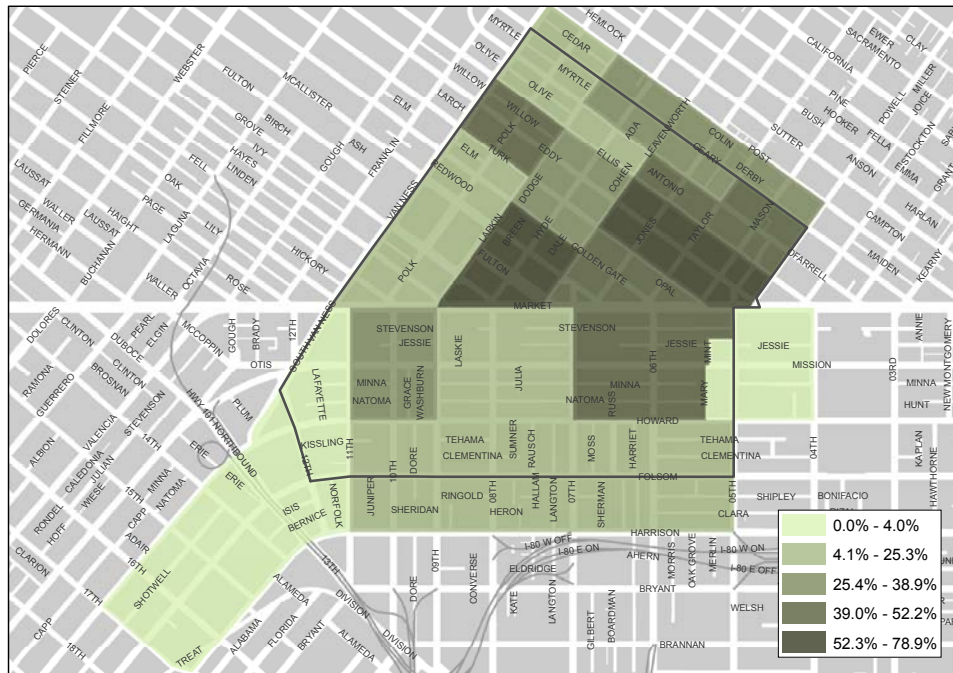 HEMLOCK
MYRTLE
CEDAR
EWER
CLAY
SACRAMENTO
CALIFORNIA
MILLER
PIERCE
STEINER
WEBSTER
OLIVE
MYRTLE
POWELL
JOICE
FULTON
MCALLISTER
WILLOW
OLIVE
PINE
HOOKER
BUSH
FELLA
STOCKTON
FILLMORE
LARCH
ELM
WILLOW
POLK
ADA
LEAVENWORTH
COLIN
POST
SUTTER
ANSON
EMMA
GRANT
BIRCH
GROVE
IVY
HAYES
LINDEN
ASH
GOUGH
FRANKLIN
TURK
EDDY
ELLIS
COHEN
GEARY
DERBY
ELM
REDWOOD
DODGE
ANTONIO
LAUSSAT
FELL
OAK
VAN NESS
LARKIN
BREEN
HYDE
DALE
JONES
TAYLOR
MASON
HARLAN
CAMPTON
WALLER
GERMANIA
HERMANN
LAUSSAT
HAIGHT
PAGE
LAGUNA
LILY
BUCHANAN
HICKORY
POLK
FULTON
GOLDEN GATE
OPAL
OFARRELL
MAIDEN
KEARNY
WALLER
OCTAVIA
ROSE
MARKET
SOUTH VAN NESS
DOLORES
CLINTON
PEARL
ELGIN
DUBOCE
MCCOPPIN
GOUGH
BRADY
12TH
OTIS
STEVENSON
JESSIE
LASKIE
STEVENSON
JESSIE
MINT
JESSIE
MISSION
ANNIE
NEW MONTGOMERY
03RD
RAMONA
GUERRERO
CLINTON
BROSNAN
STEVENSON
LAFAYETTE
MINNA
NATOMA
GRACE
WASHBURN
JULIA
06TH
MINNA
NATOMA
RUSS
MARY
MINNA
HUNT
PLUM
HWY 101 NORTHBOUND
ALBION
VALENCIA
14TH
KISSLING
11TH
HOWARD
TEHAMA
CLEMENTINA
SUMNER
RAUSCH
MOSS
HARRIET
TEHAMA
CLEMENTINA
04TH
KAPLAN
HAWTHORNE
CALEDONIA
JULIAN
WIESE
ERIE
ERIE
13TH
10TH
DORE
FOLSOM
RONDEL
HOFF
15TH
CAPP
MINNA
NATOMA
ADAIR
ISIS
BERNICE
NORFOLK
JUNIPER
RINGOLD
SHERIDAN
08TH
HERON
HALLAM
LANGTON
07TH
SHERMAN
05TH
CLARA
SHIPLEY
BONIFACIO
HARRISON
CLARION
16TH
SHOTWELL
13TH
ALAMEDA
DIVISION
DORE
09TH
CONVERSE
I-80 W OFF
I-80 E ON
ELDRIDGE
AHERN
MORRIS
OAK GROVE
MERLIN
I-80 W ON
I-80 E OFF
BRYANT
WELSH
KATE
LANGTON
GILBERT
BOARDMAN
BRANNAN
17TH
CAPP
18TH
TREAT
ALABAMA
FLORIDA
BRYANT
ALAMEDA
DIVISION
0.0% - 4.0%
4.1% - 25.3%
25.4% - 38.9%
39.0% - 52.2%
52.3% - 78.9%